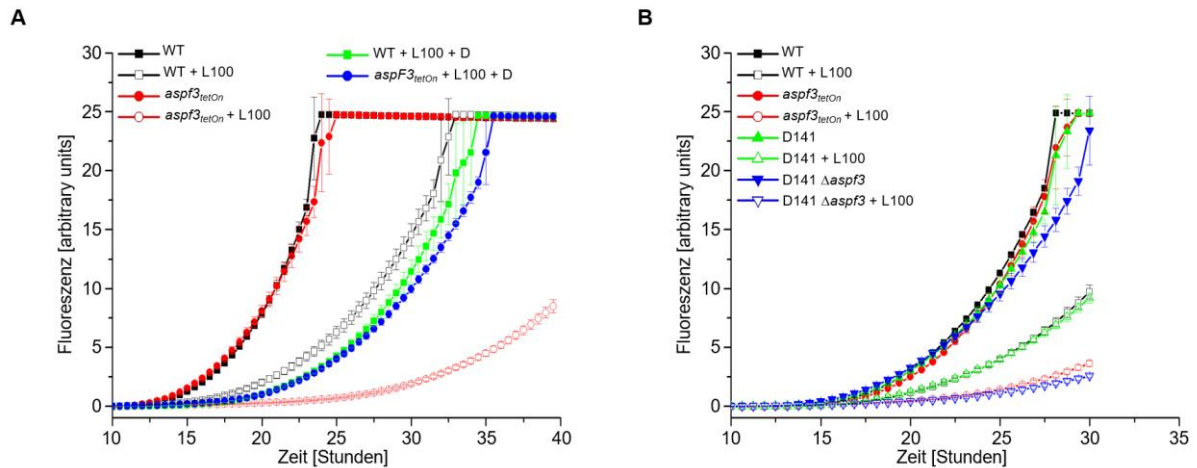 A
Fluoreszenz [arbitrary units]
30
25
20
15
10
5
0
WT
WT + L100
aspf3tetOn
aspf3tetOn + L100
WT + L100 + D
aspF3tetOn + L100 + D
10 15 20 25 30 35 40
Zeit [Stunden]
B
Fluoreszenz [arbitrary units]
30
25
20
15
10
5
0
WT
WT + L100
aspf3tetOn
aspf3tetOn + L100
D141
D141 + L100
D141 Δaspf3
D141 Δaspf3 + L100
10 15 20 25 30 35
Zeit [Stunden]